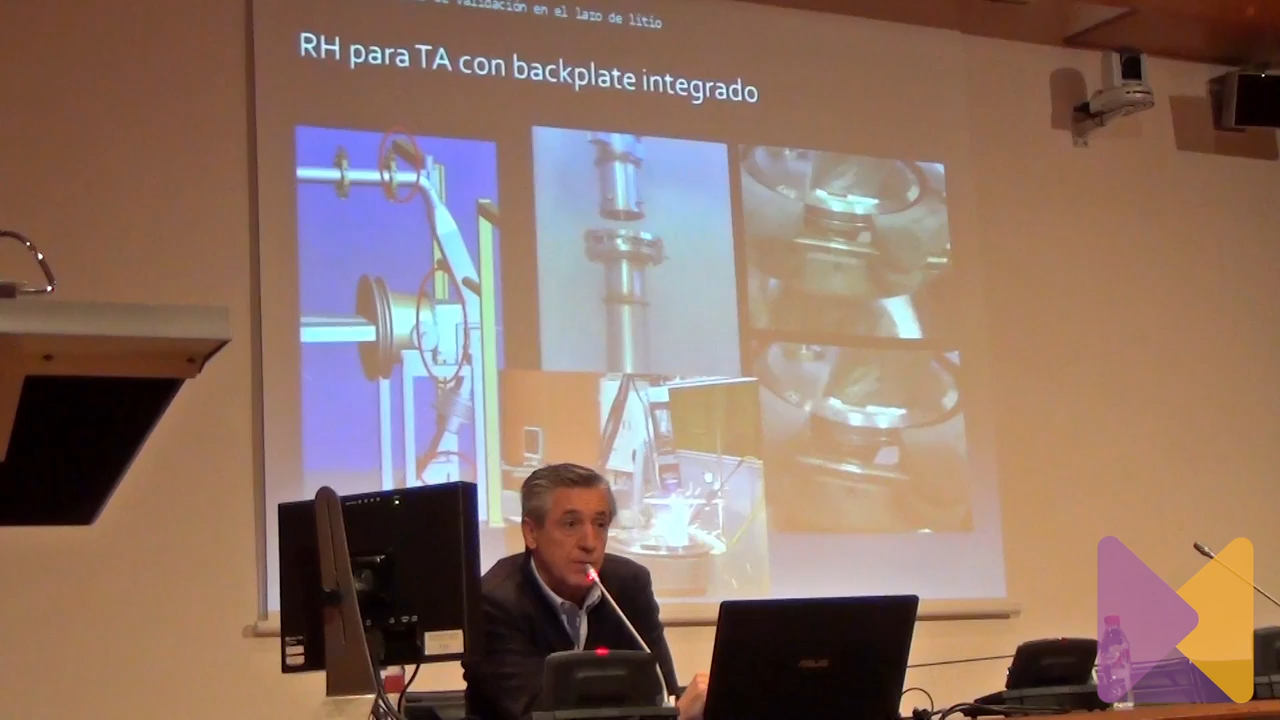 de validación en el lazo de litio
RH para TA con backplate integrado
ASUS